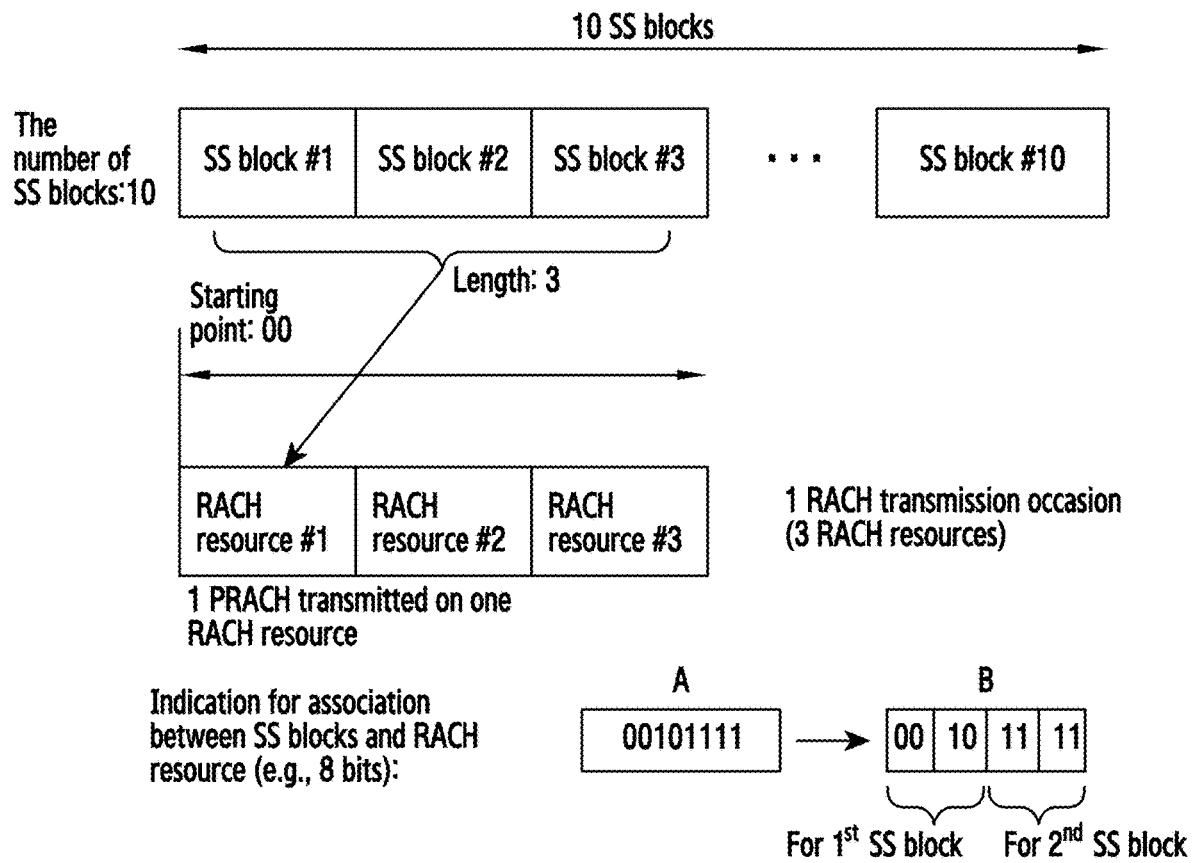 10 SS blocks
The
number of
SS blocks:10
SS block #1
SS block #2
SS block #3
• • •
SS block #10
Length: 3
Starting
point: 00
RACH
resource #1
RACH
resource #2
RACH
resource #3
1 RACH transmission occasion
(3 RACH resources)
1 PRACH transmitted on one
RACH resource
Indication for association
between SS blocks and RACH
resource (e.g., 8 bits):
A
00101111
B
00 10 11 11
For 1st SS block
For 2nd SS block